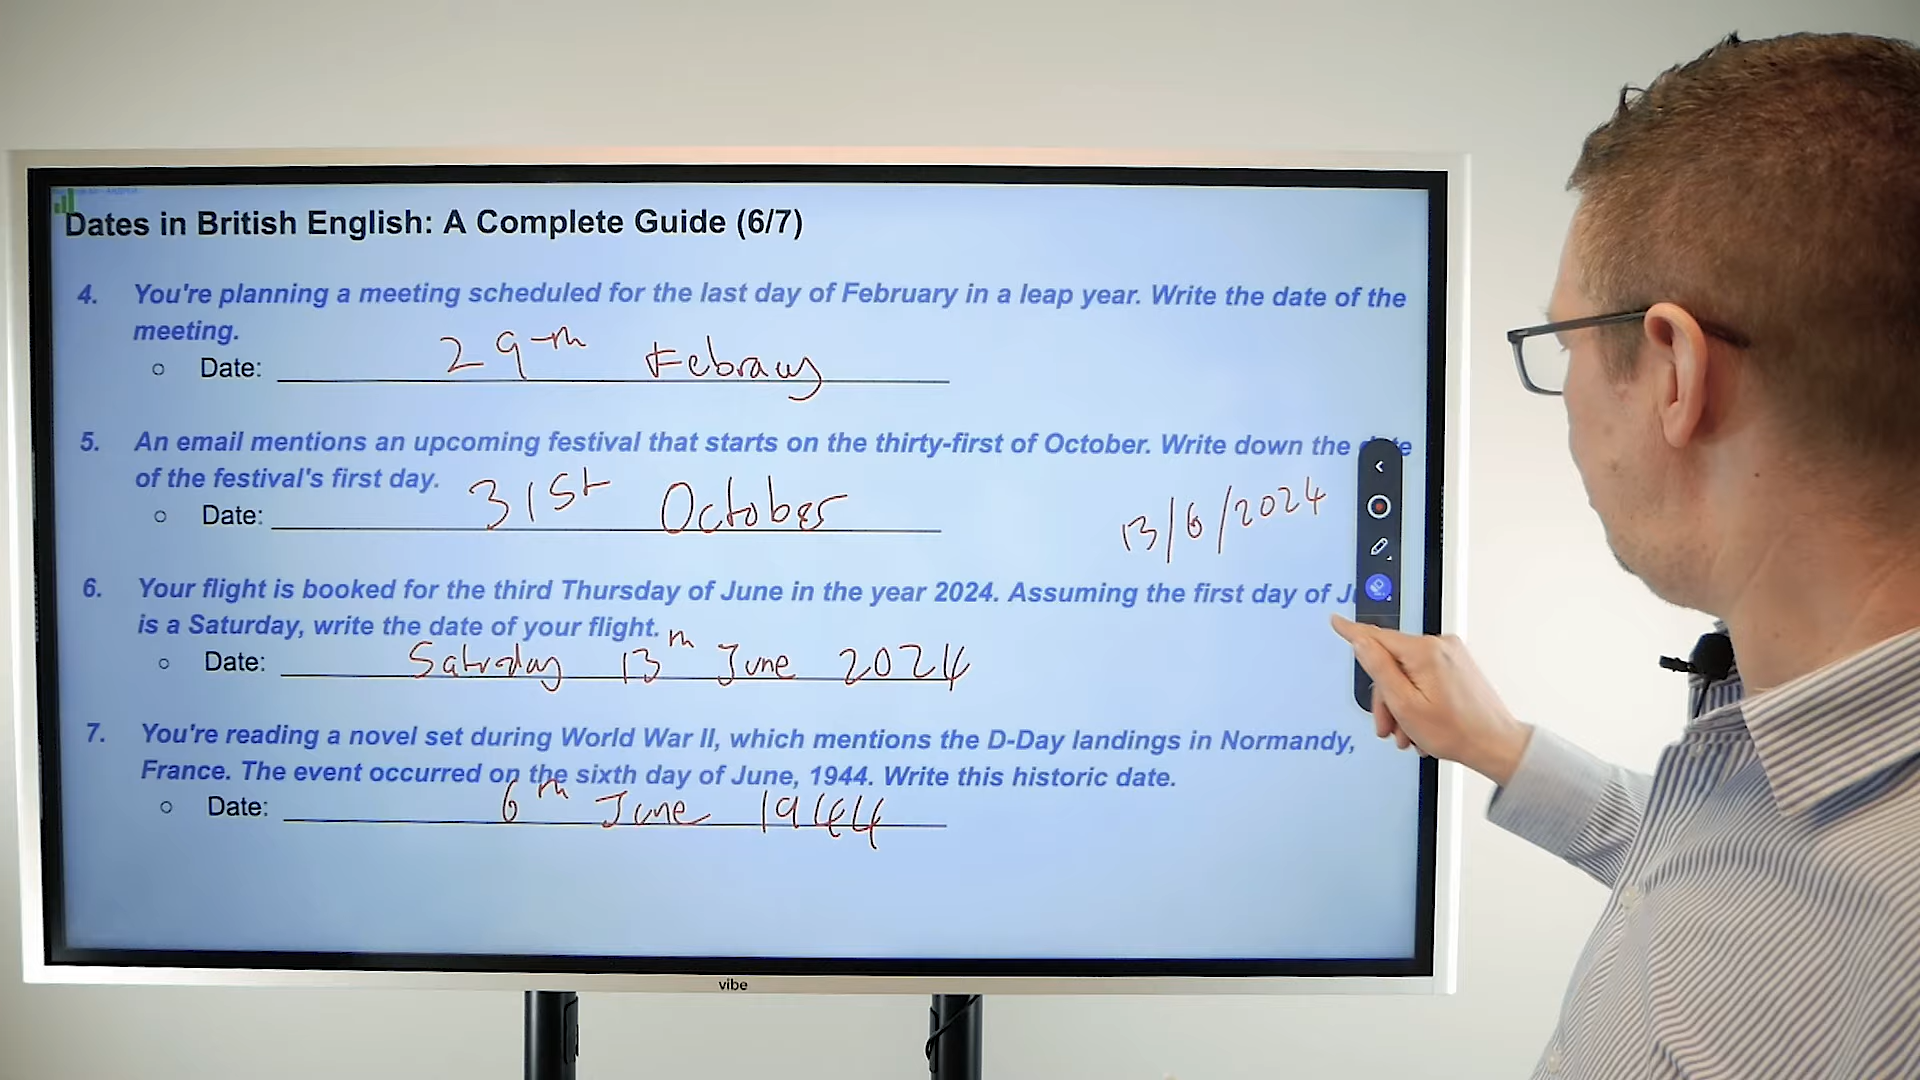 Dates in British English: A Complete Guide (6/7)
4. You're planning a meeting scheduled for the last day of February in a leap year. Write the date of the
meeting.
○ Date: 29th Febraury
5. An email mentions an upcoming festival that starts on the thirty-first of October. Write down the
of the festival's first day.
○ Date: 31st October
13/6/2024
6. Your flight is booked for the third Thursday of June in the year 2024. Assuming the first day of
is a Saturday, write the date of your flight.
○ Date: Saturday 13th June 2024
7. You're reading a novel set during World War II, which mentions the D-Day landings in Normandy,
France. The event occurred on the sixth day of June, 1944. Write this historic date.
○ Date: 6th June 1944
vibe